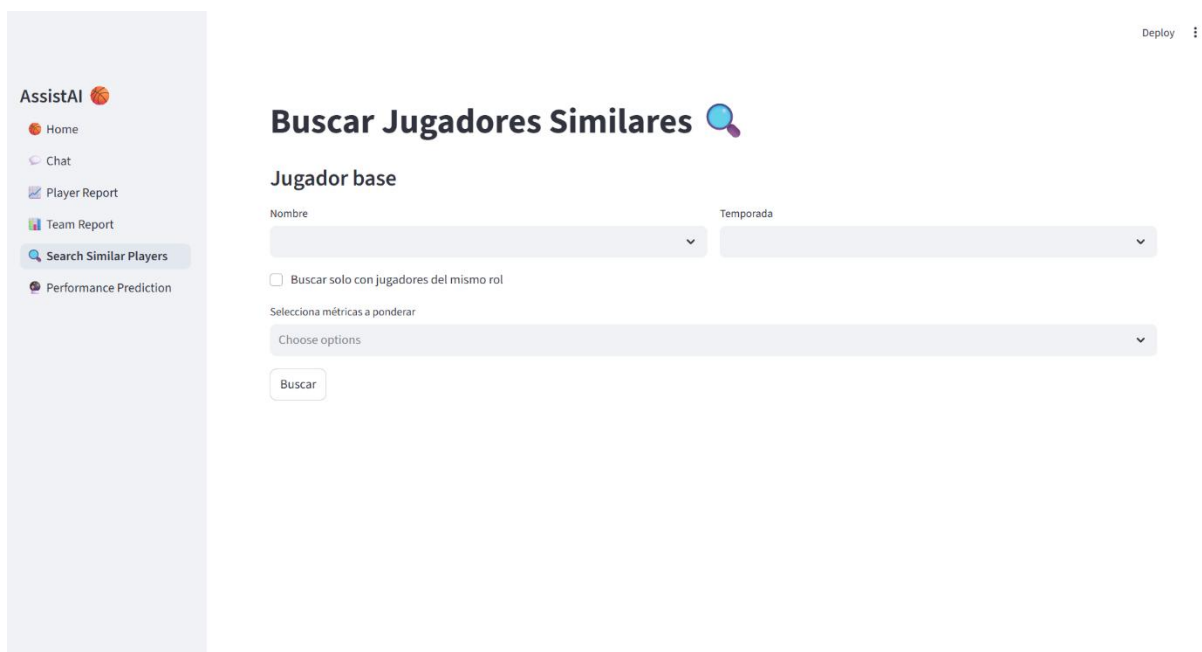 Deploy
AssistAI
Home
Chat
Player Report
Team Report
Search Similar Players
Performance Prediction
Buscar Jugadores Similares
Jugador base
Nombre
Temporada
Buscar solo con jugadores del mismo rol
Selecciona métricas a ponderar
Choose options
Buscar